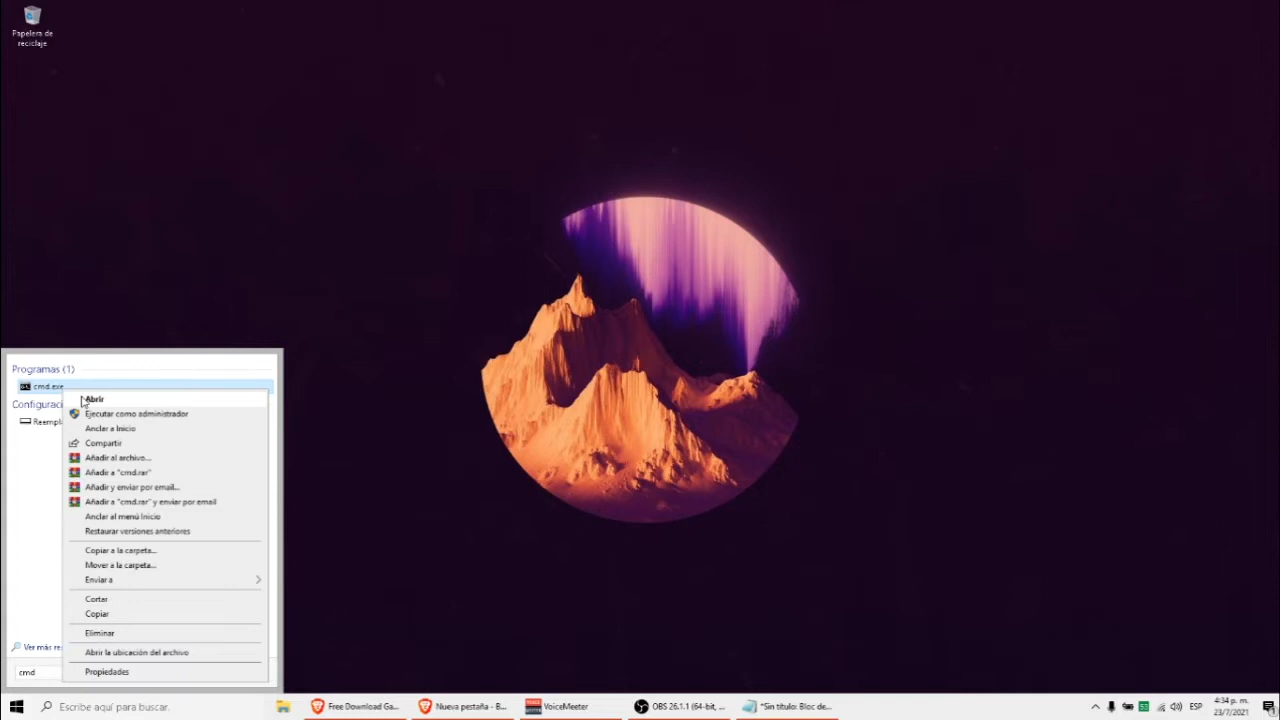 Papelera de
reciclaje
Programas (1)
cmd.exe
Configuraci
Reempla
Abrir
Ejecutar como administrador
Anclar a Inicio
Compartir
Añadir al archivo...
Añadir a "cmd.rar"
Añadir y enviar por email...
Añadir a "cmd.rar" y enviar por email
Anclar al menú Inicio
Restaurar versiones anteriores
Copiar a la carpeta...
Mover a la carpeta...
Enviar a
Cortar
Copiar
Eliminar
Abrir la ubicación del archivo
Propiedades
Ver más re
cmd
Escribe aquí para buscar.
Free Download Ga...
Nueva pestaña - B...
VoiceMeeter
OBS 26.1.1 (64-bit, ...
*Sin título: Bloc de...
ESP
4:34 p. m.
23/7/2021